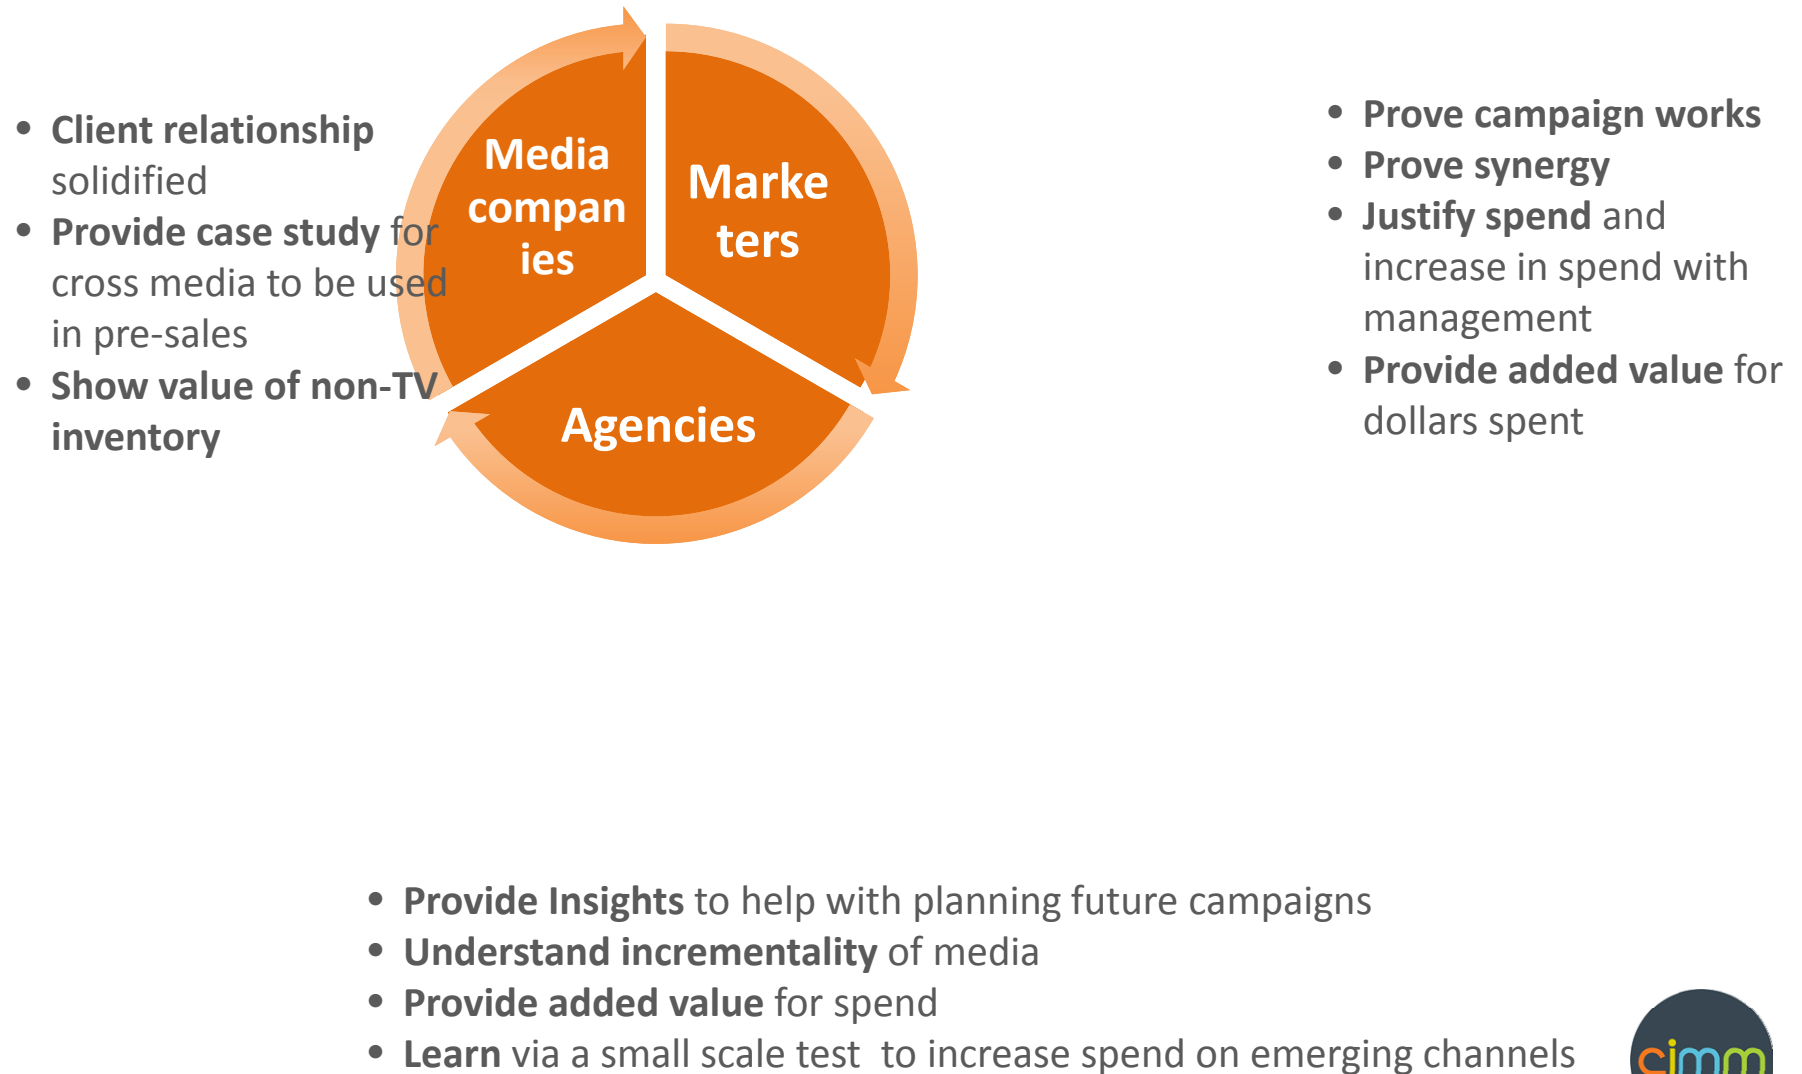 • Client relationship
solidified
• Provide case study for
cross media to be used
in pre-sales
• Show value of non-TV
inventory
Media
compan
ies
Marke
ters
Agencies
• Prove campaign works
• Prove synergy
• Justify spend and
increase in spend with
management
• Provide added value for
dollars spent
• Provide Insights to help with planning future campaigns
• Understand incrementality of media
• Provide added value for spend
• Learn via a small scale test  to increase spend on emerging channels
cimm